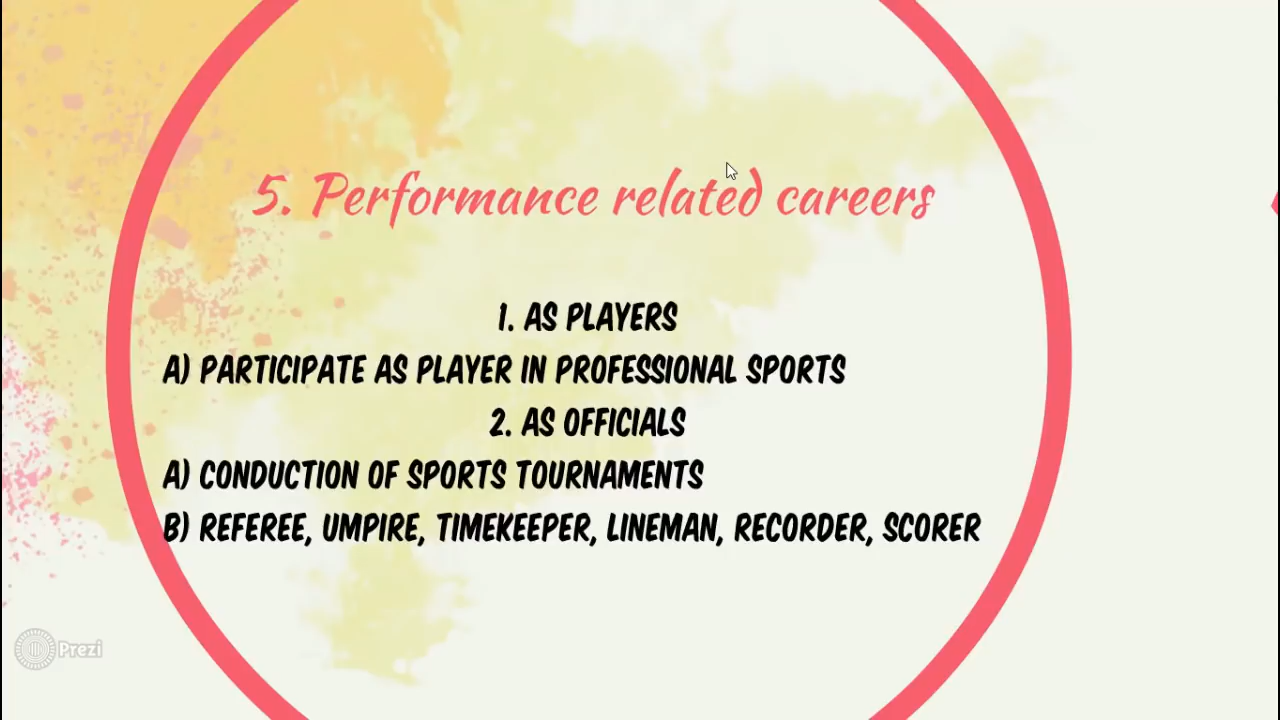 5. Performance related careers
1. AS PLAYERS
A) PARTICIPATE AS PLAYER IN PROFESSIONAL SPORTS
2. AS OFFICIALS
A) CONDUCTION OF SPORTS TOURNAMENTS
B) REFEREE, UMPIRE, TIMEKEEPER, LINEMAN, RECORDER, SCORER
Prezi